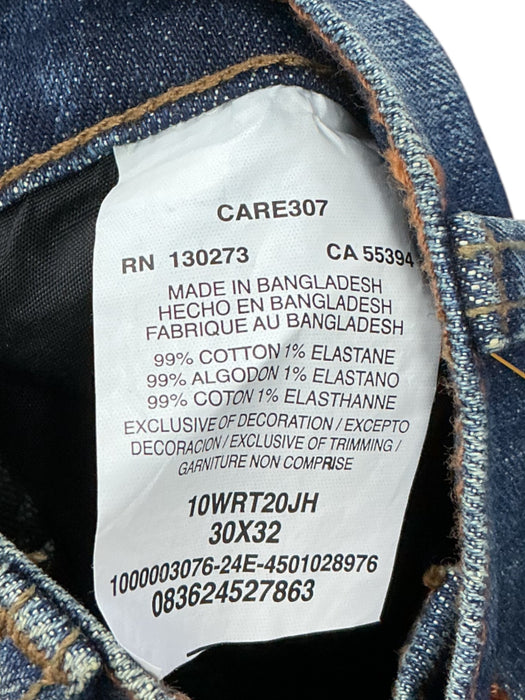 CARE307
RN 130273 CA 55394
MADE IN BANGLADESH
HECHO EN BANGLADESH
FABRIQUE AU BANGLADESH
99% COTTON 1% ELASTANE
99% ALGODON 1% ELASTANO
99% COTON 1% ELASTHANNE
EXCLUSIVE OF DECORATION / EXCEPTO
DECORACION / EXCLUSIVE OF TRIMMING /
GARNITURE NON COMPRISE
10WRT20JH
30X32
1000003076-24E-4501028976
083624527863